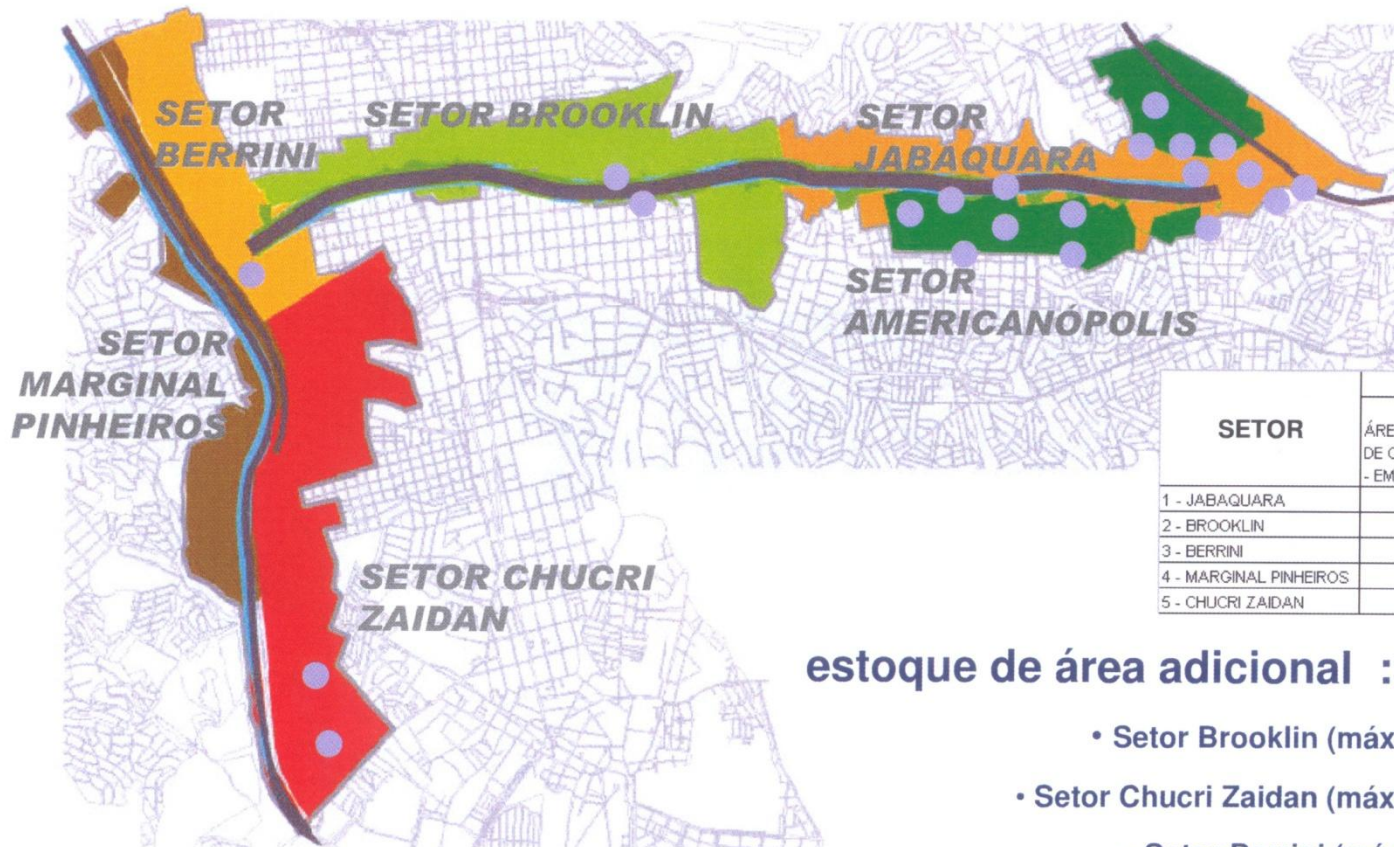 SETOR
BERRINI
SETOR BROOKLIN
SETOR
JABAQUARA
SETOR
AMERICANÓPOLIS
SETOR
MARGINAL
PINHEIROS
SETOR CHUCRI
ZAIDAN
SETOR
DE
1 - JABAQUARA
2 - BROOKLIN
3 - BERRINI
4 - MARGINAL PINHEIROS
5 - CHUCRI ZAIDAN
estoque de área adicional :
• Setor Brooklin (máx
• Setor Chucri Zaidan (máx